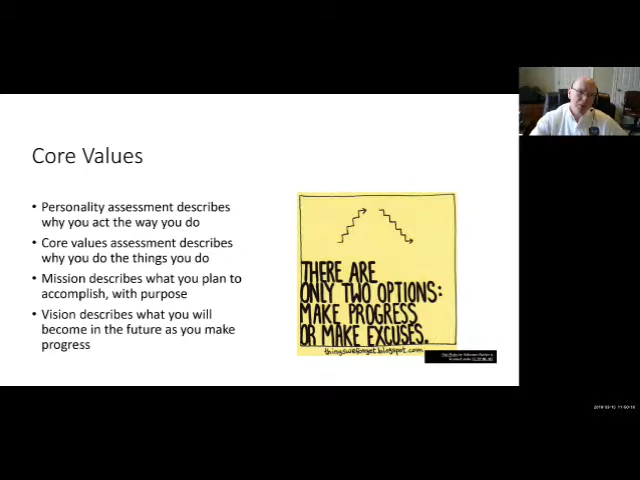 Core Values
• Personality assessment describes
why you act the way you do
• Core values assessment describes
why you do the things you do
• Mission describes what you plan to
accomplish, with purpose
• Vision describes what you will
become in the future as you make
progress
THERE ARE
ONLY TWO OPTIONS:
MAKE PROGRESS
OR MAKE EXCUSES.
thingsweforget.blogspot.com